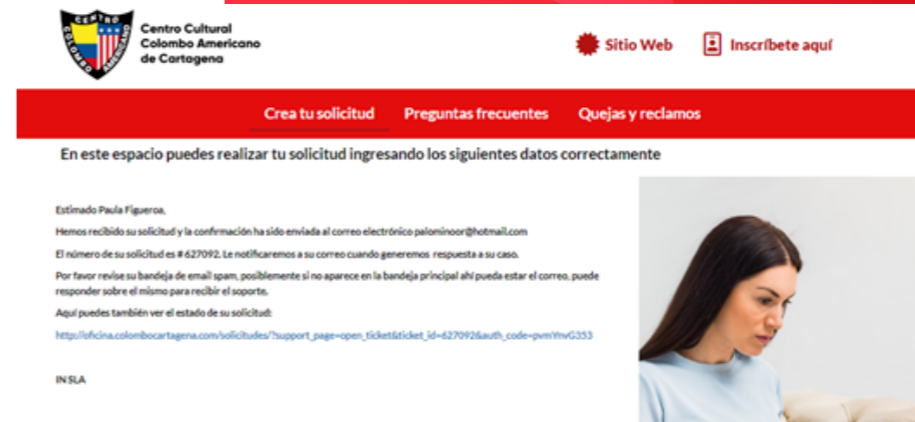 CENTRO
COLOMBO
AMERICANO
Centro Cultural
Colombo Americano
de Cartagena
Sitio Web
Inscríbete aquí
Crea tu solicitud
Preguntas frecuentes
Quejas y reclamos
En este espacio puedes realizar tu solicitud ingresando los siguientes datos correctamente
Estimado Paula Figueroa,
Hemos recibido su solicitud y la confirmación ha sido enviada al correo electrónico palominoor@hotmail.com
El número de su solicitud es # 627092. Le notificaremos a su correo cuando generemos respuesta a su caso.
Por favor revise su bandeja de email spam, posiblemente si no aparece en la bandeja principal ahí pueda estar el correo, puede
responder sobre el mismo para recibir el soporte.
Aquí puedes también ver el estado de su solicitud:
http://oficina.colombocartagena.com/solicitudes/?support_page=open_ticket&ticket_id=627092&auth_code=pvmYnvG353
IN SLA